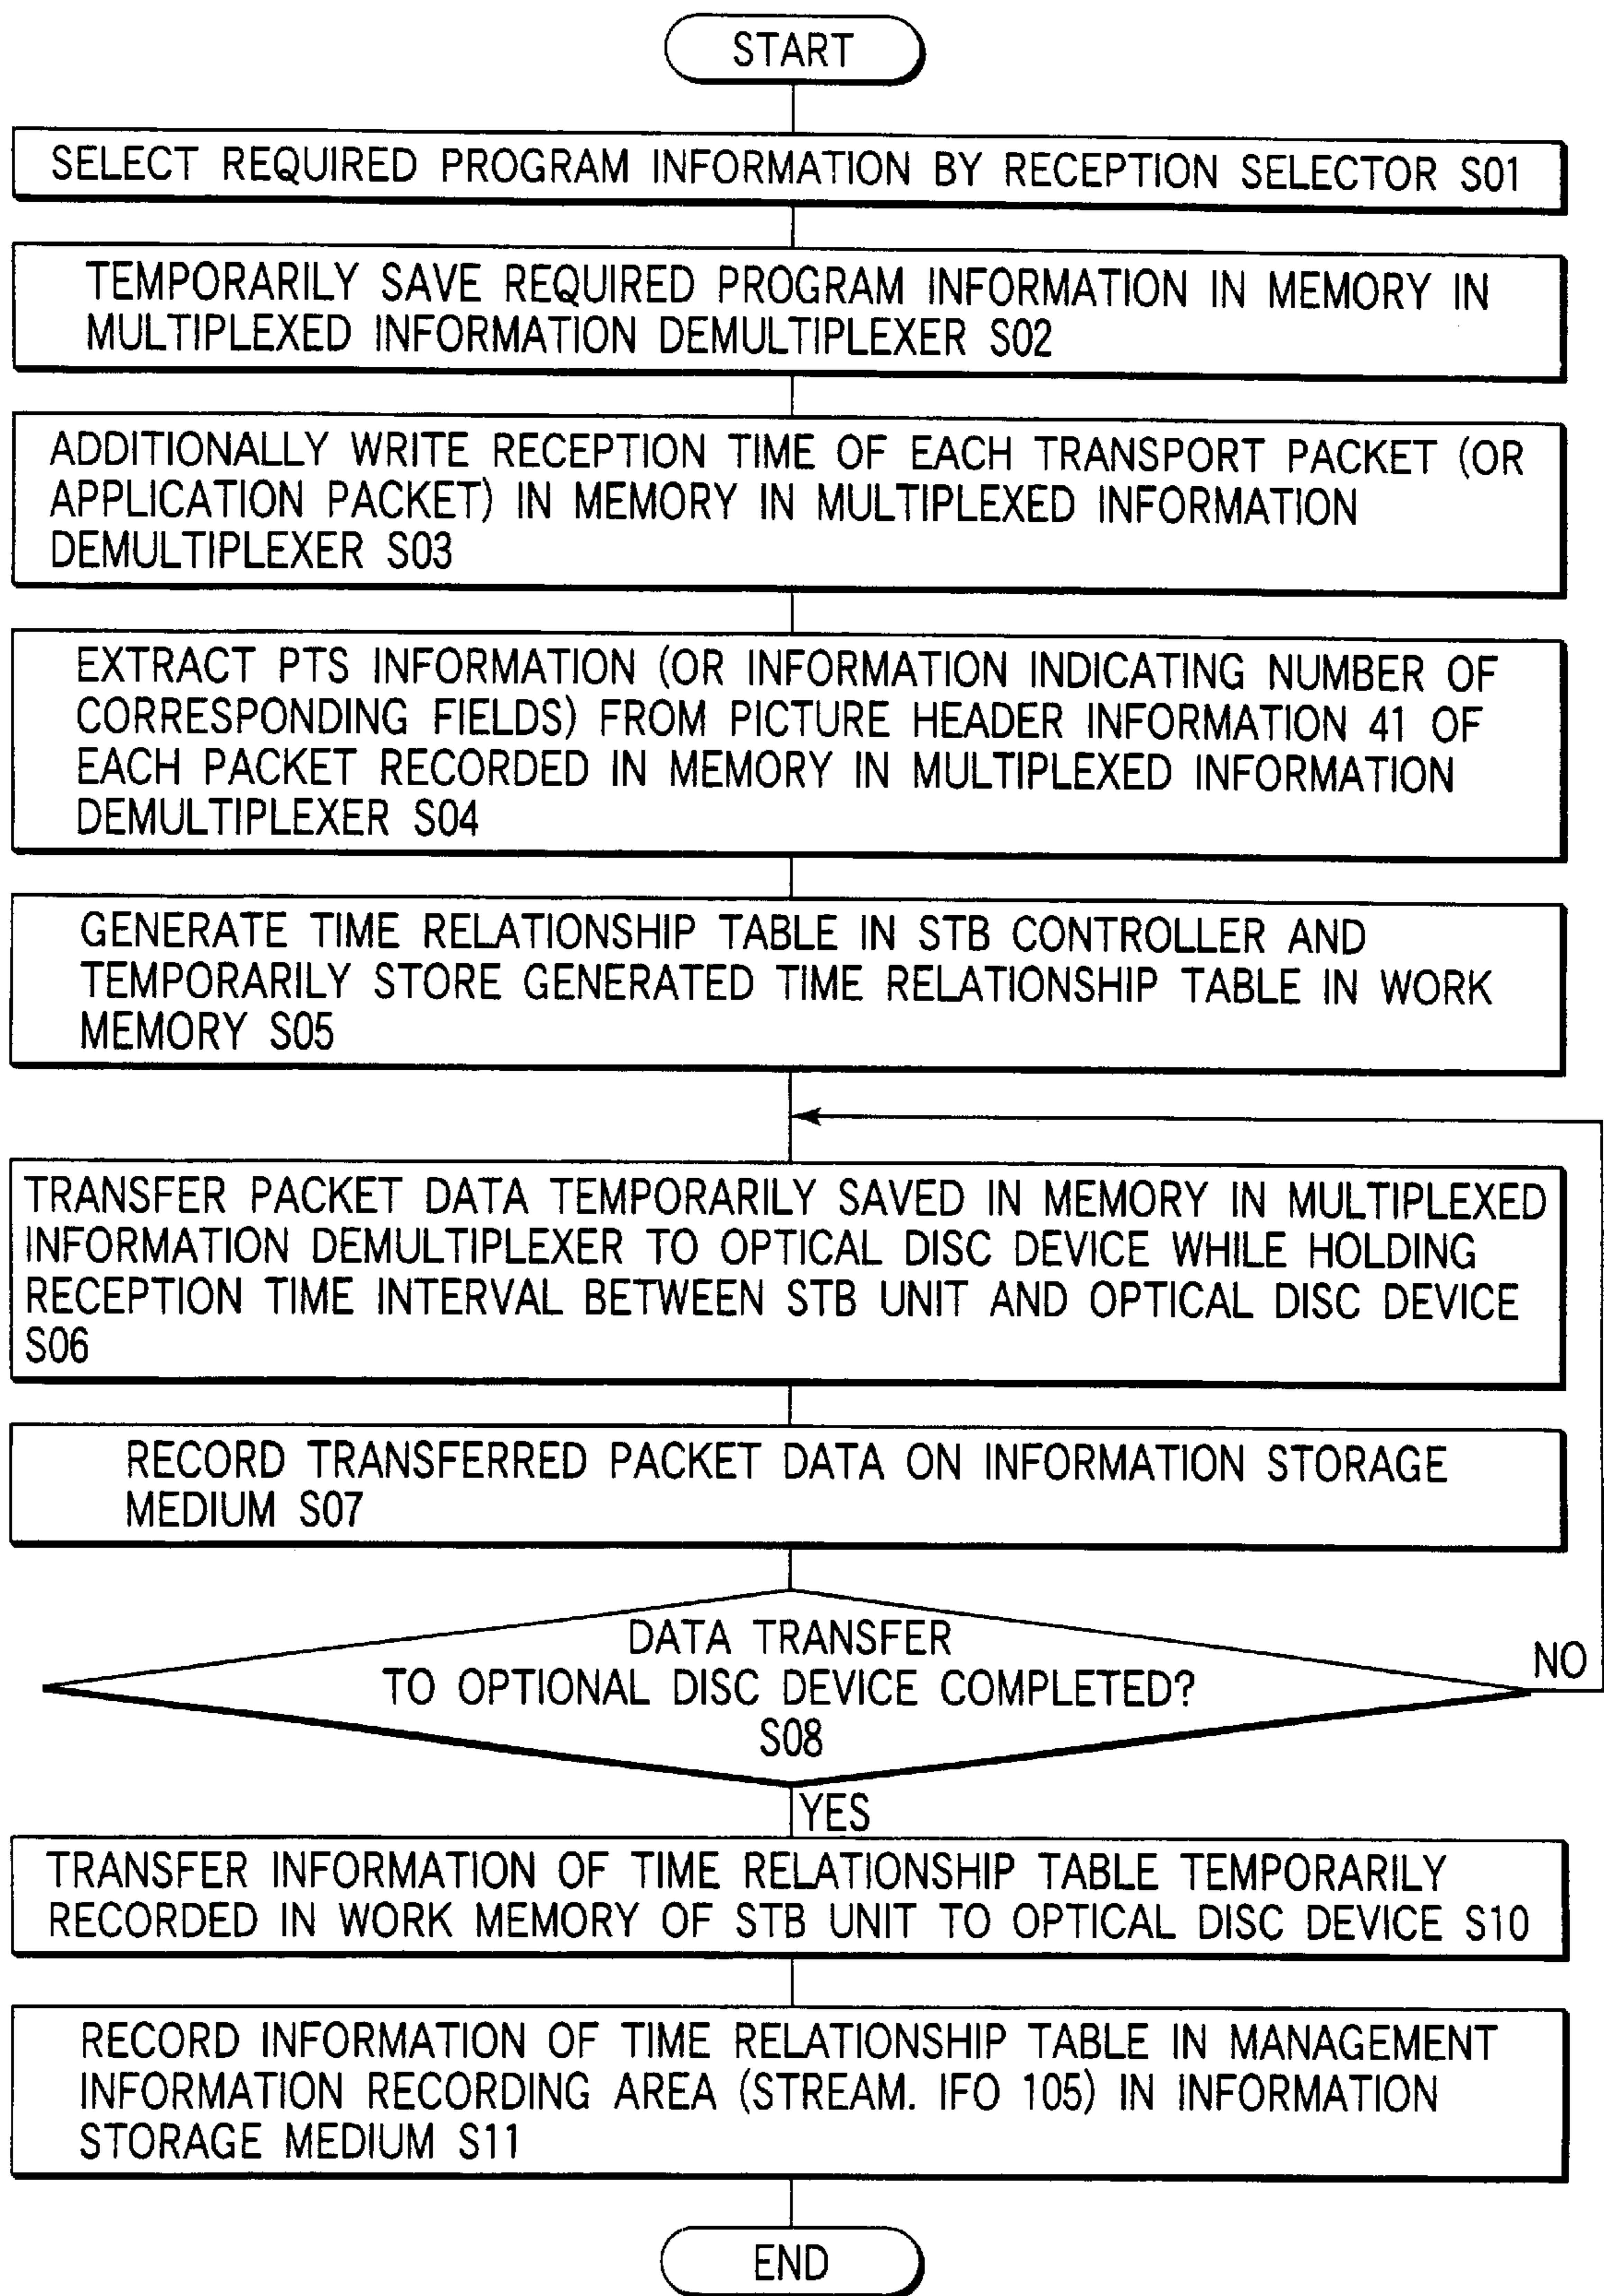 START
SELECT REQUIRED PROGRAM INFORMATION BY RECEPTION SELECTOR S01
TEMPORARILY SAVE REQUIRED PROGRAM INFORMATION IN MEMORY IN
MULTIPLEXED INFORMATION DEMULTIPLEXER S02
ADDITIONALLY WRITE RECEPTION TIME OF EACH TRANSPORT PACKET (OR
APPLICATION PACKET) IN MEMORY IN MULTIPLEXED INFORMATION
DEMULTIPLEXER S03
EXTRACT PTS INFORMATION (OR INFORMATION INDICATING NUMBER OF
CORRESPONDING FIELDS) FROM PICTURE HEADER INFORMATION 41 OF
EACH PACKET RECORDED IN MEMORY IN MULTIPLEXED INFORMATION
DEMULTIPLEXER S04
GENERATE TIME RELATIONSHIP TABLE IN STB CONTROLLER AND
TEMPORARILY STORE GENERATED TIME RELATIONSHIP TABLE IN WORK
MEMORY S05
TRANSFER PACKET DATA TEMPORARILY SAVED IN MEMORY IN MULTIPLEXED
INFORMATION DEMULTIPLEXER TO OPTICAL DISC DEVICE WHILE HOLDING
RECEPTION TIME INTERVAL BETWEEN STB UNIT AND OPTICAL DISC DEVICE
S06
RECORD TRANSFERRED PACKET DATA ON INFORMATION STORAGE
MEDIUM S07
DATA TRANSFER
TO OPTIONAL DISC DEVICE COMPLETED?
S08
NO
YES
TRANSFER INFORMATION OF TIME RELATIONSHIP TABLE TEMPORARILY
RECORDED IN WORK MEMORY OF STB UNIT TO OPTICAL DISC DEVICE S10
RECORD INFORMATION OF TIME RELATIONSHIP TABLE IN MANAGEMENT
INFORMATION RECORDING AREA (STREAM. IFO 105) IN INFORMATION
STORAGE MEDIUM S11
END